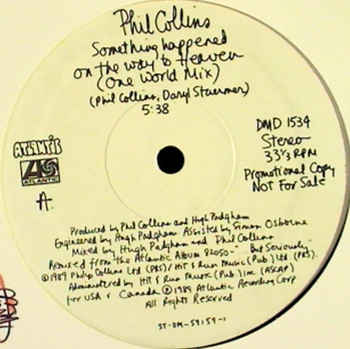 Phil Collins
Something happened
on the way to Heaven
(One World Mix)
(Phil Collins, Daryl Stuermer)
5:38
DMD 1534
Stereo
33⅓ RPM
Promotional Copy
Not For Sale
ATLANTIC
ATLANTIC
A
Produced by Phil Collins and Hugh Padgham
Engineered by Hugh Padgham Assisted by Simon Osborne
Mixed by Hugh Padgham and Phil Collins
Remixed from the Atlantic Album 82050 "...But Seriously"
©1989 Philip Collins Ltd (PRS)/Hit & Run Music (Pub) Ltd. (PRS).
Administered by Hit & Run Music (Pub) Inc (ASCAP)
for USA & Canada ℗1989 Atlantic Recording Corp
All Rights Reserved
ST-DM-59159-1